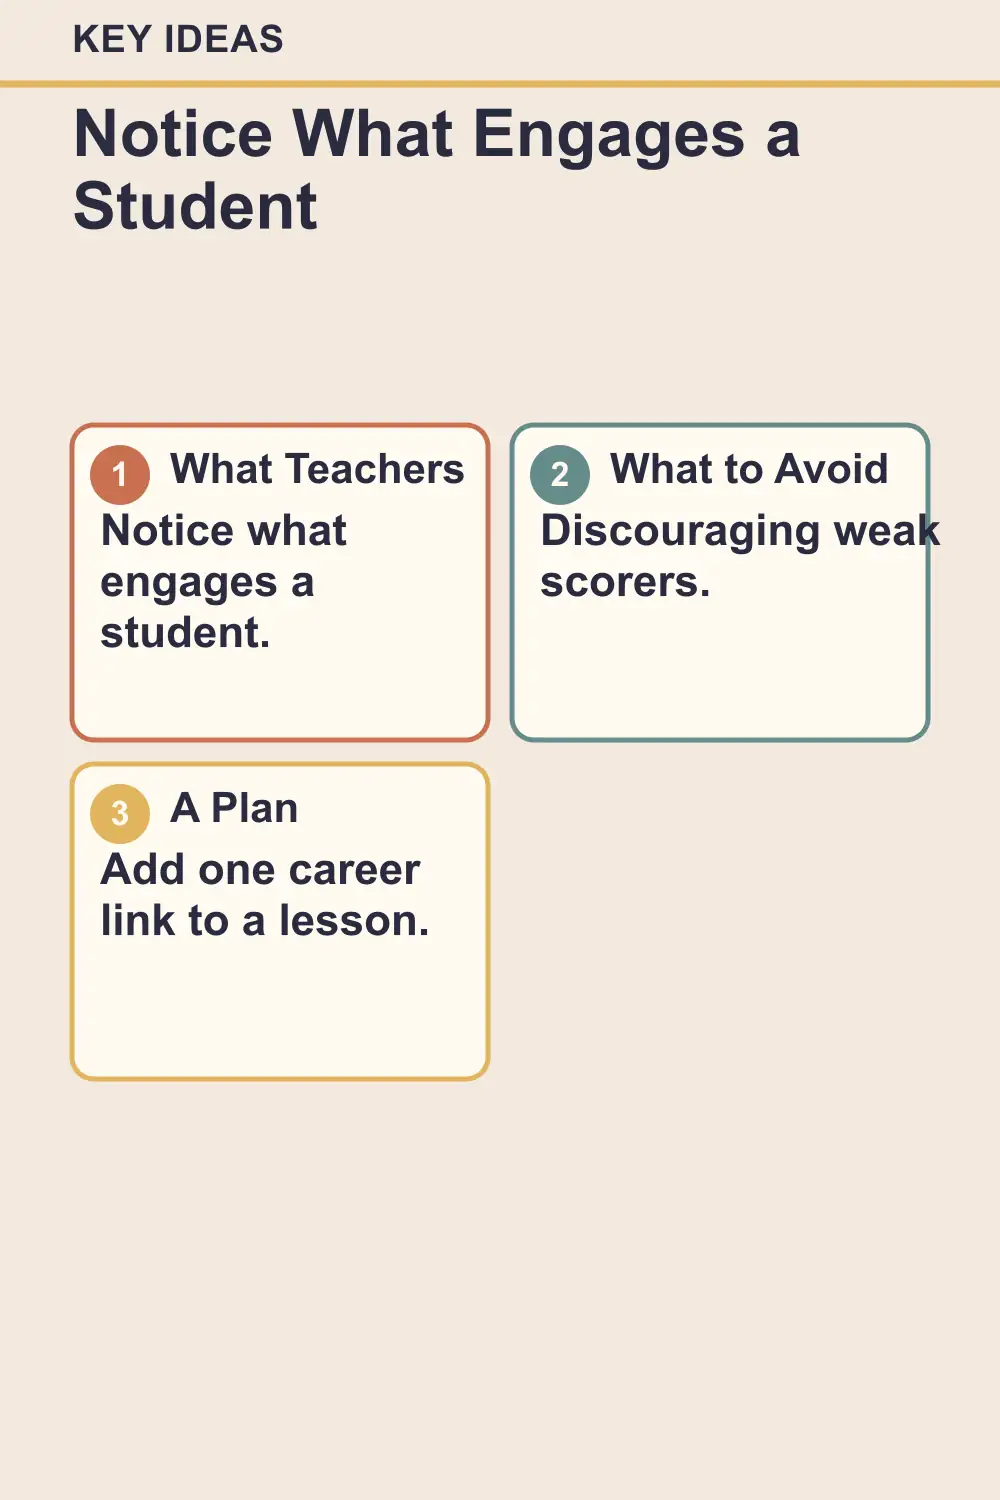 KEY IDEAS
Notice What Engages a
Student
1 What Teachers
Notice what
engages a
student.
2 What to Avoid
Discouraging weak
scorers.
3 A Plan
Add one career
link to a lesson.